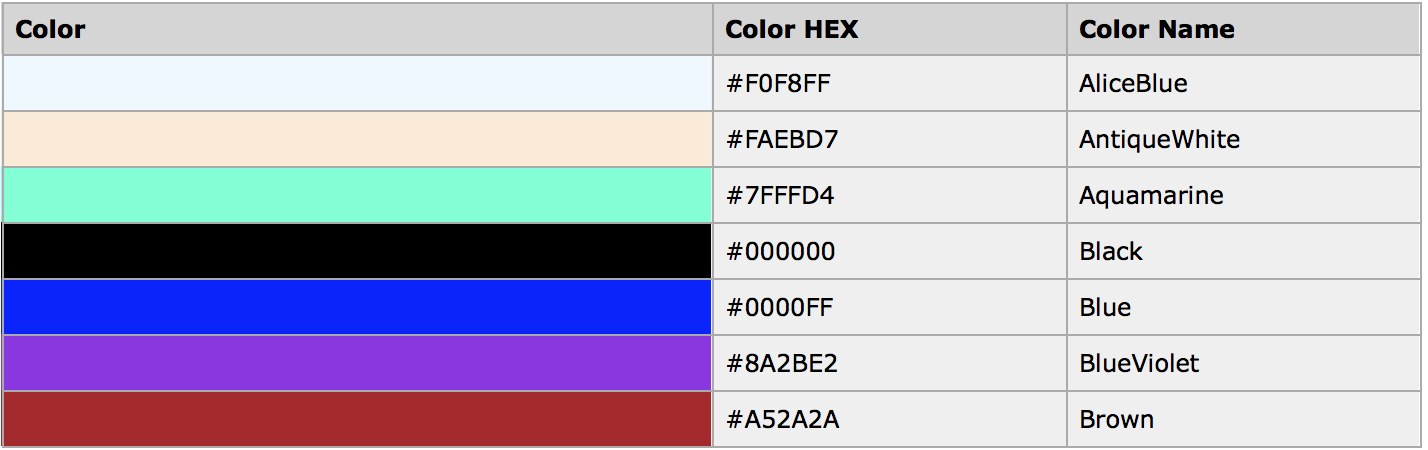 Color Color HEX Color Name
#F0F8FF AliceBlue
#FAEBD7 AntiqueWhite
#7FFFD4 Aquamarine
#000000 Black
#0000FF Blue
#8A2BE2 BlueViolet
#A52A2A Brown